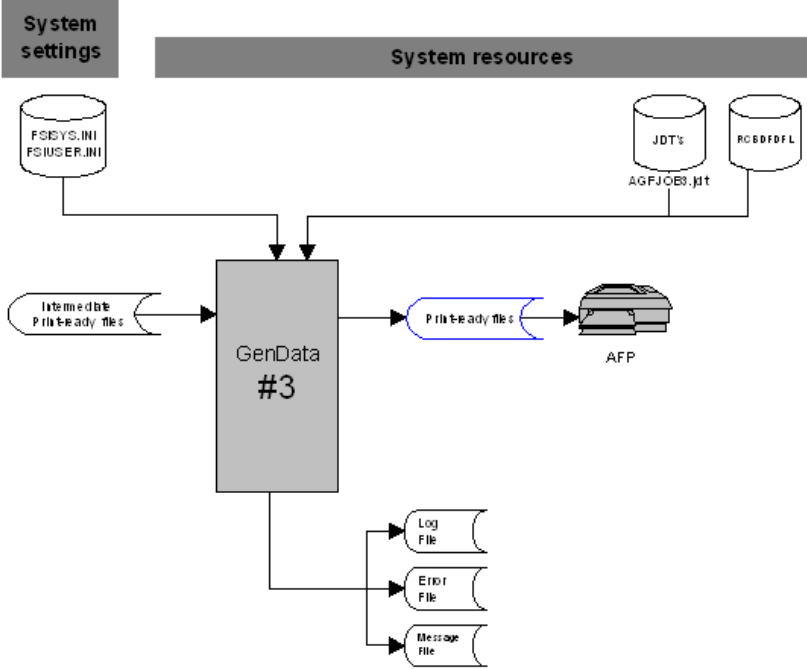 System
settings
System resources
FSISYS.INI
FSIUSER.INI
JDT's
RCBDFDFL
AGFJOB3.jdt
Intermediate
Print-ready files
Print-ready files
GenData
#3
AFP
Log
File
Error
File
Message
File